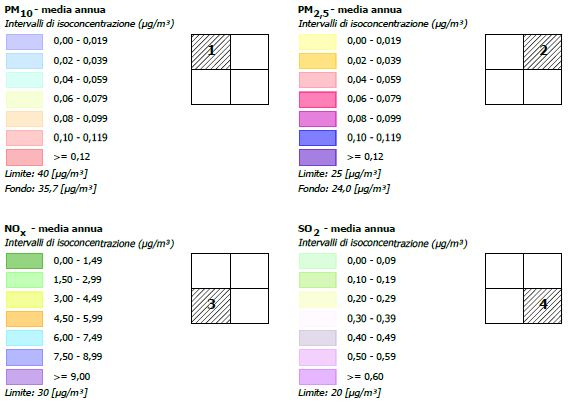 PM10 - media annua
Intervalli di isoconcentrazione (µg/m³)
0,00 - 0,019
0,02 - 0,039
0,04 - 0,059
0,06 - 0,079
0,08 - 0,099
0,10 - 0,119
>= 0,12
Limite: 40 [µg/m³]
Fondo: 35,7 [µg/m³]
1
PM2,5 - media annua
Intervalli di isoconcentrazione (µg/m³)
0,00 - 0,019
0,02 - 0,039
0,04 - 0,059
0,06 - 0,079
0,08 - 0,099
0,10 - 0,119
>= 0,12
Limite: 25 [µg/m³]
Fondo: 24,0 [µg/m³]
2
NOx - media annua
Intervalli di isoconcentrazione (µg/m³)
0,00 - 1,49
1,50 - 2,99
3,00 - 4,49
4,50 - 5,99
6,00 - 7,49
7,50 - 8,99
>= 9,00
Limite: 30 [µg/m³]
3
SO2 - media annua
Intervalli di isoconcentrazione (µg/m³)
0,00 - 0,09
0,10 - 0,19
0,20 - 0,29
0,30 - 0,39
0,40 - 0,49
0,50 - 0,59
>= 0,60
Limite: 20 [µg/m³]
4